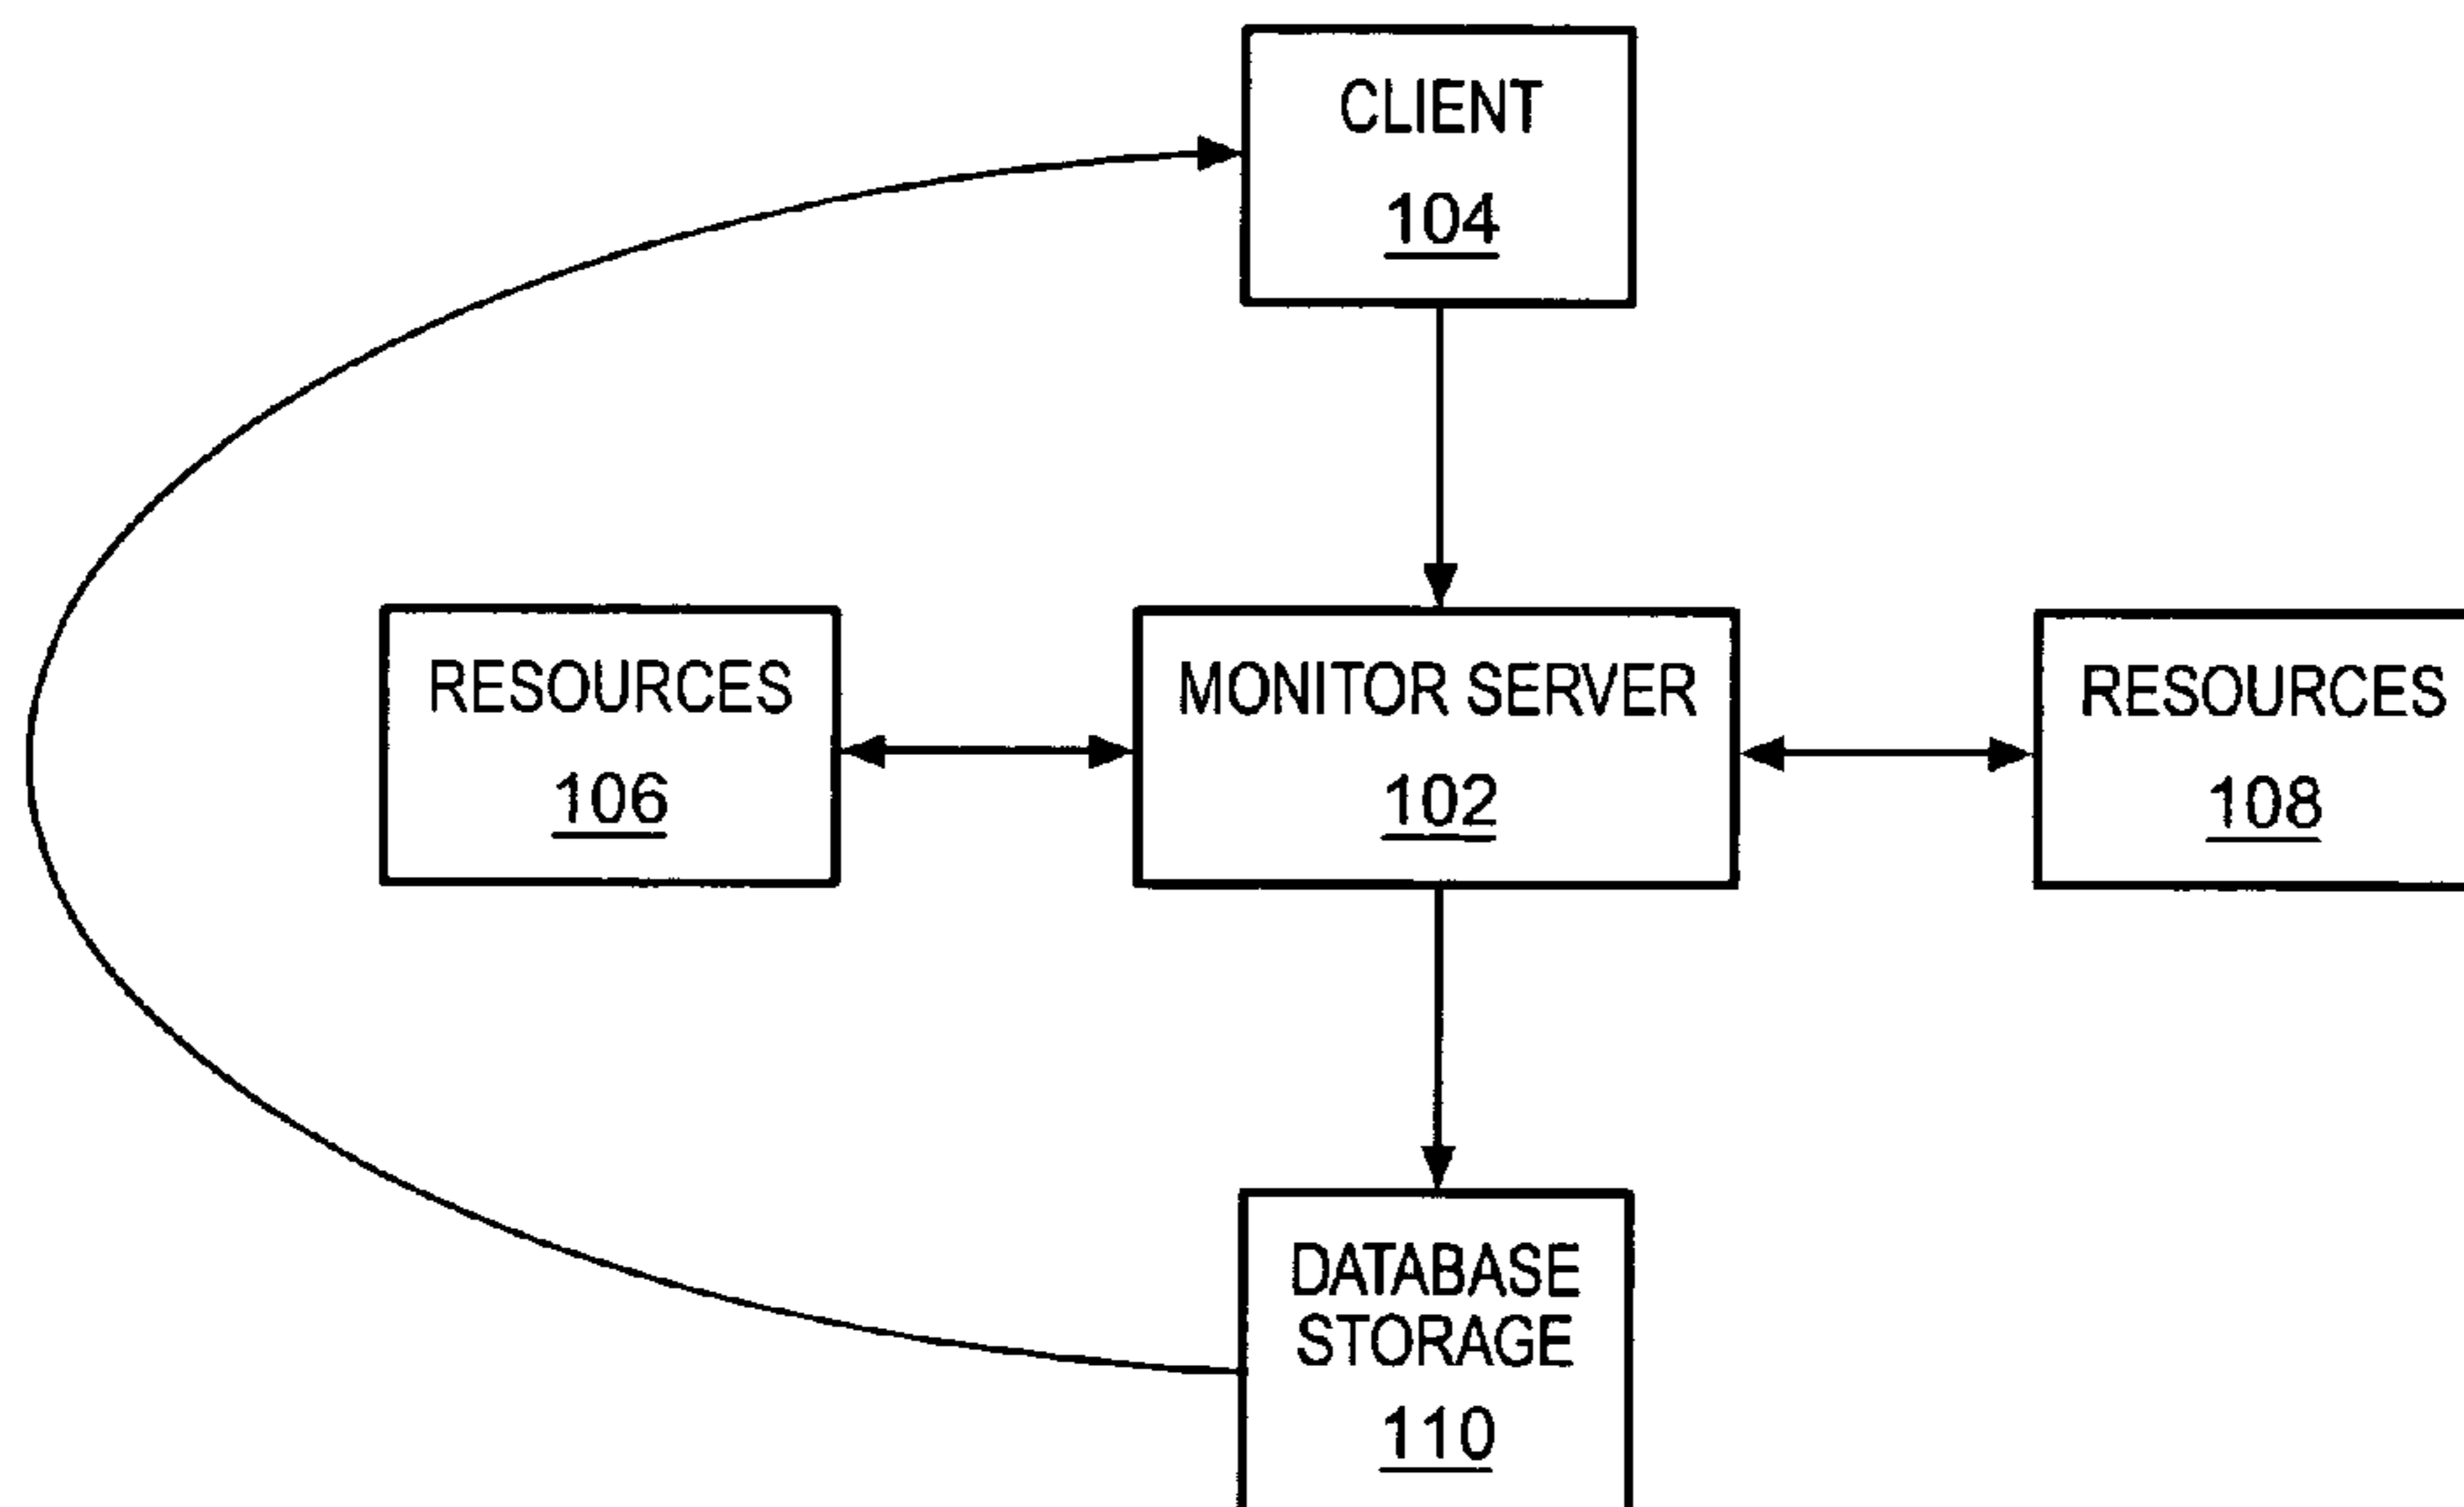 CLIENT
104
RESOURCES
106
MONITOR SERVER
102
RESOURCES
108
DATABASE
STORAGE
110